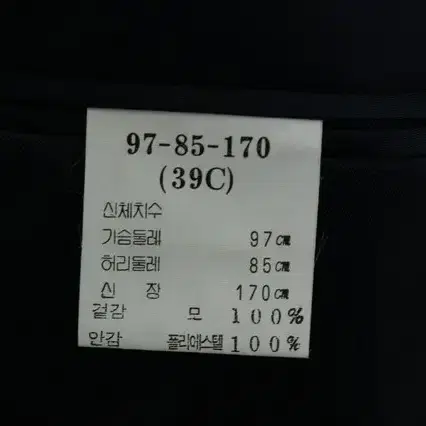 97-85-170
(39C)
신체치수
가슴둘레 97㎝
허리둘레 85㎝
신 장 170㎝
겉감 모 100%
안감 폴리에스텔 100%